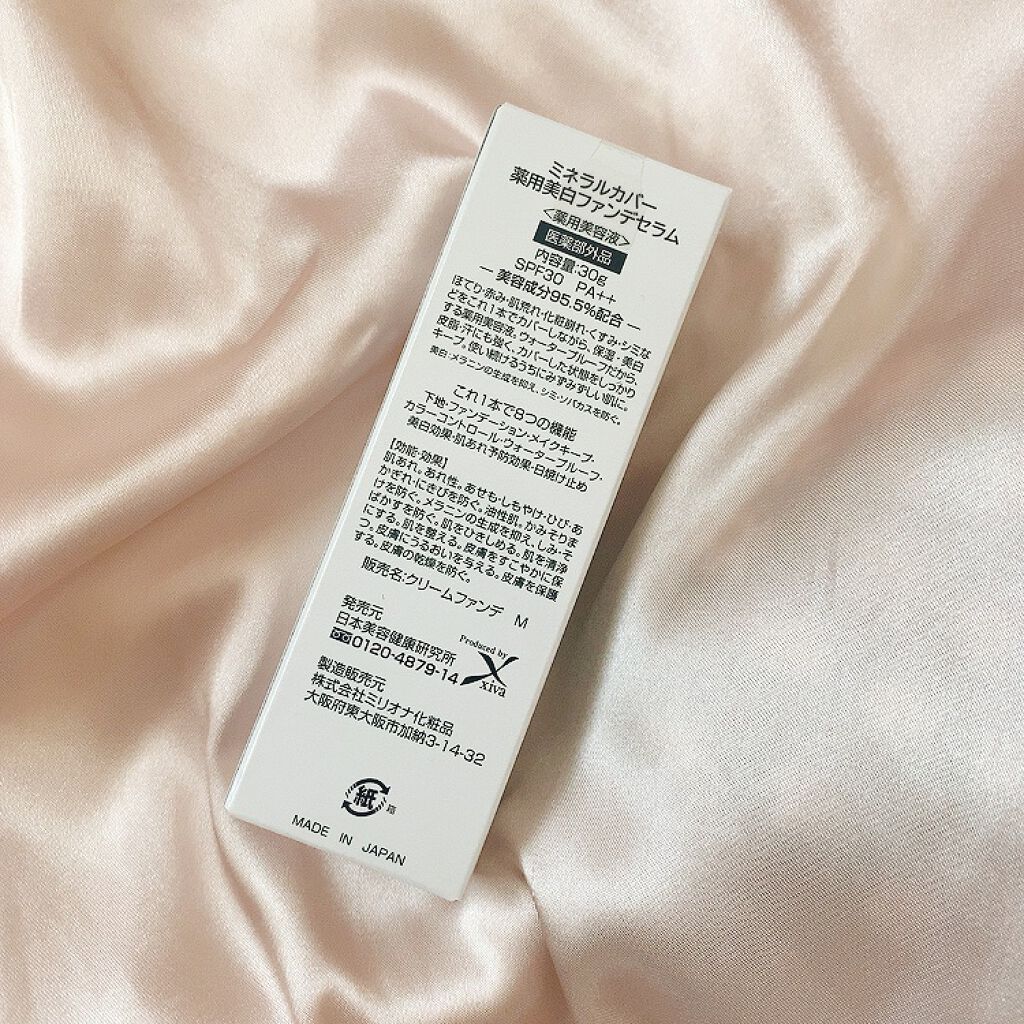 ミネラルカバー
薬用美白ファンデセラム
<薬用美容液>
医薬部外品
内容量:30g
SPF30 PA++
― 美容成分95.5%配合 ―
ほてり・赤み・肌荒れ・化粧崩れ・くすみ・シミな
どをこれ1本でカバーしながら、保湿・美白
する薬用美容液。ウォータープルーフだから、
皮脂・汗にも強く、カバーした状態をしっかり
キープ。使い続けるうちにみずみずしい肌に。
美白:メラニンの生成を抑え、シミ・ソバカスを防ぐ。
これ1本で8つの機能
下地・ファンデーション・メイクキープ・
カラーコントロール・ウォータープルーフ・
美白効果・肌あれ予防効果・日焼け止め
【効能・効果】
肌あれ。あれ性。あせも・しもやけ・ひび・あ
かぎれ・にきびを防ぐ。油性肌。かみそりま
けを防ぐ。メラニンの生成を抑え、しみ・そ
ばかすを防ぐ。肌をひきしめる。肌を清浄
にする。肌を整える。皮膚をすこやかに保
つ。皮膚にうるおいを与える。皮膚を保護
する。皮膚の乾燥を防ぐ。
販売名:クリームファンデ M
発売元
日本美容健康研究所
0120-4879-14
Produced by
xiva
製造販売元
株式会社ミリオナ化粧品
大阪府東大阪市加納3-14-32
紙
箱
MADE IN JAPAN